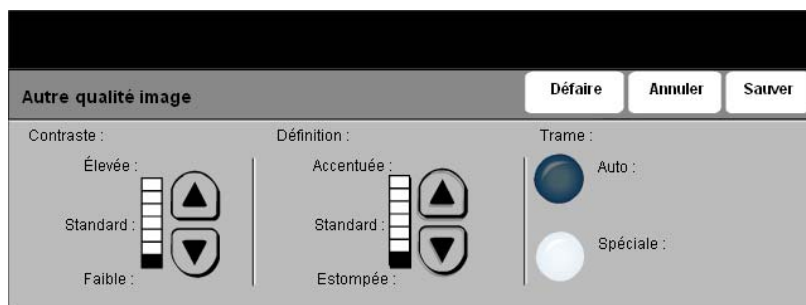 Autre qualité image
Défaire
Annuler
Sauver
Contraste :
Élevée :
Standard :
Faible :
Définition :
Accentuée :
Standard :
Estompée :
Trame :
Auto :
Spéciale :